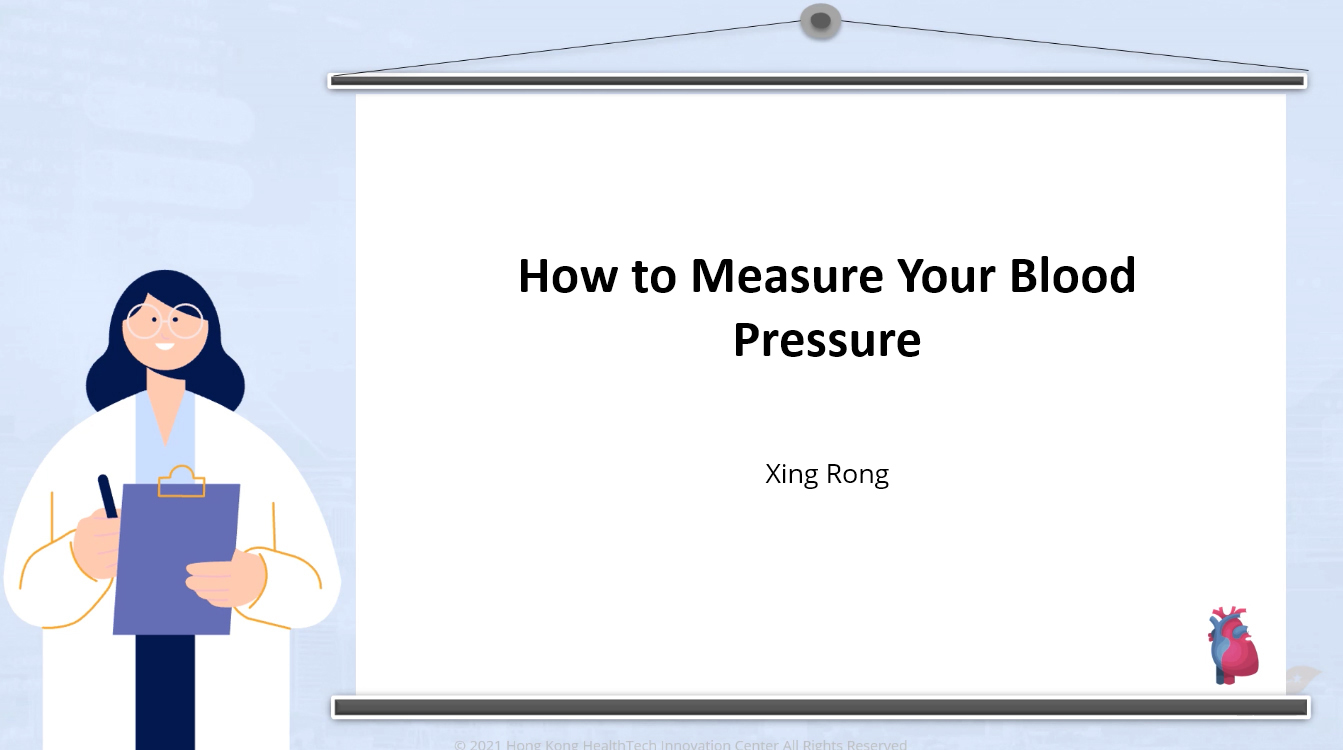 How to Measure Your Blood
Pressure
Xing Rong
© 2021 Hong Kong HealthTech Innovation Center All Rights Reserved